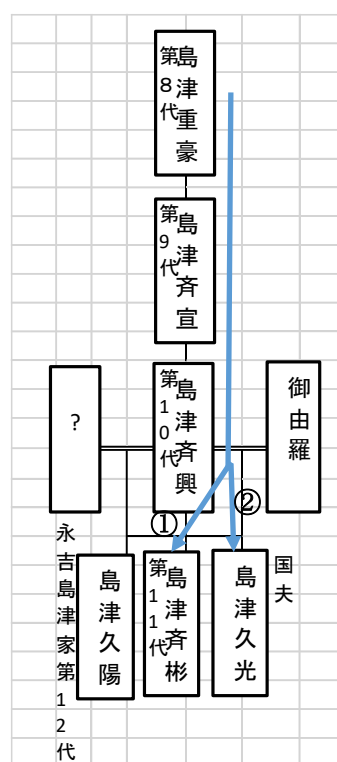 第8代
島津重豪
第9代
島津斉宣
?
第10代
島津斉興
御由羅
①
②
永吉島津家第12代
島津久陽
第11代
島津斉彬
島津久光
国夫